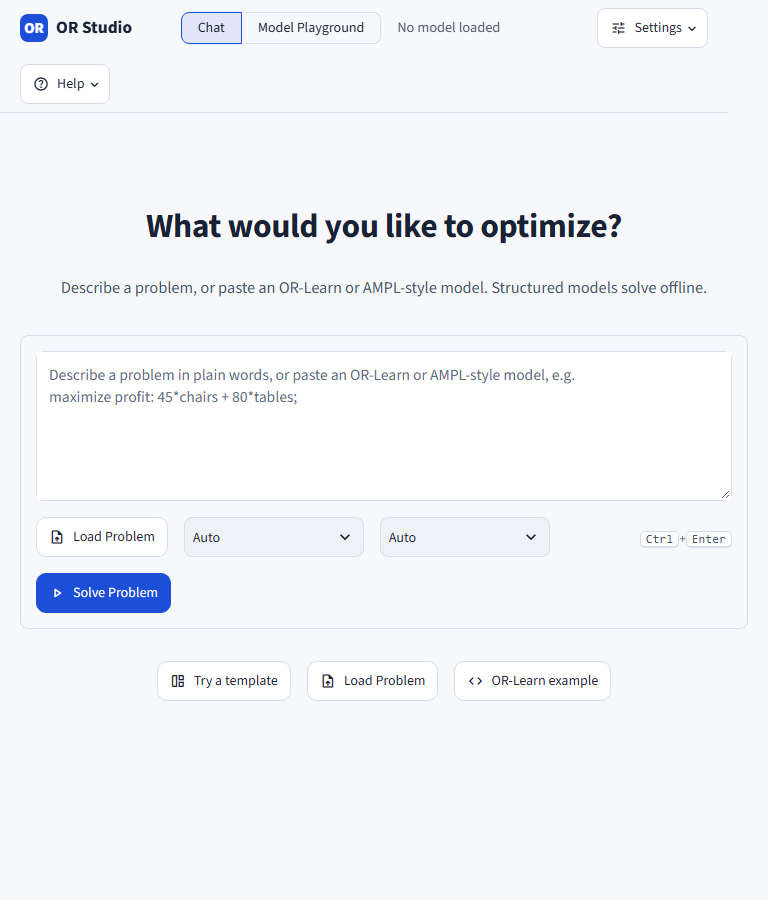 OR OR Studio Chat Model Playground No model loaded Settings
Help
What would you like to optimize?
Describe a problem, or paste an OR-Learn or AMPL-style model. Structured models solve offline.
Describe a problem in plain words, or paste an OR-Learn or AMPL-style model, e.g.
maximize profit: 45*chairs + 80*tables;
Load Problem Auto Auto Ctrl+Enter
Solve Problem
Try a template Load Problem OR-Learn example